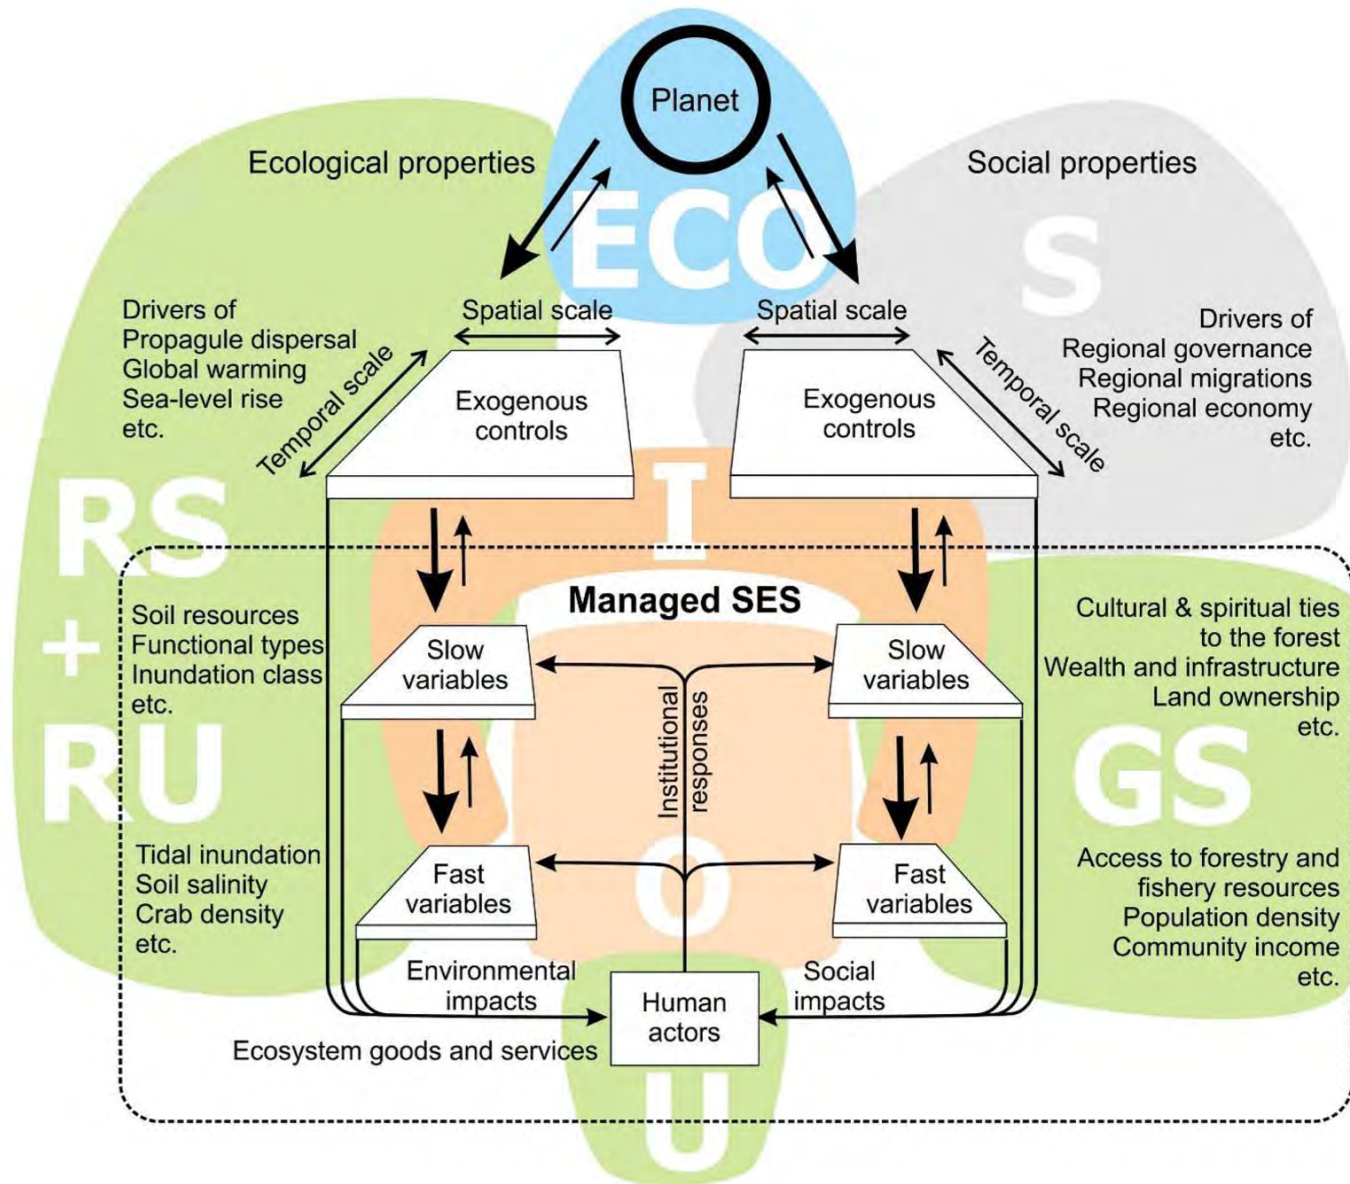 Planet
ECO
Ecological properties
Social properties
S
Spatial scale
Spatial scale
Temporal scale
Temporal scale
Drivers of
Propagule dispersal
Global warming
Sea-level rise
etc.
Drivers of
Regional governance
Regional migrations
Regional economy
etc.
Exogenous
controls
Exogenous
controls
RS
+
RU
I
Managed SES
Soil resources
Functional types
Inundation class
etc.
Slow
variables
Slow
variables
Cultural & spiritual ties
to the forest
Wealth and infrastructure
Land ownership
etc.
GS
Institutional
responses
O
Tidal inundation
Soil salinity
Crab density
etc.
Fast
variables
Fast
variables
Access to forestry and
fishery resources
Population density
Community income
etc.
Environmental
impacts
Social
impacts
Human
actors
Ecosystem goods and services
U